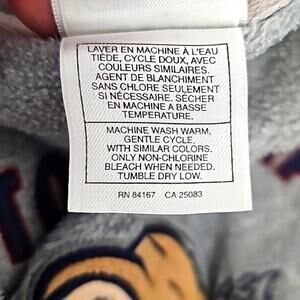 LAVER EN MACHINE À L'EAU
TIÈDE, CYCLE DOUX, AVEC
COULEURS SIMILAIRES.
AGENT DE BLANCHIMENT
SANS CHLORE SEULEMENT
SI NÉCESSAIRE. SÉCHER
EN MACHINE A BASSE
TEMPERATURE.
MACHINE WASH WARM,
GENTLE CYCLE,
WITH SIMILAR COLORS.
ONLY NON-CHLORINE
BLEACH WHEN NEEDED.
TUMBLE DRY LOW.
RN 84167 CA 25083